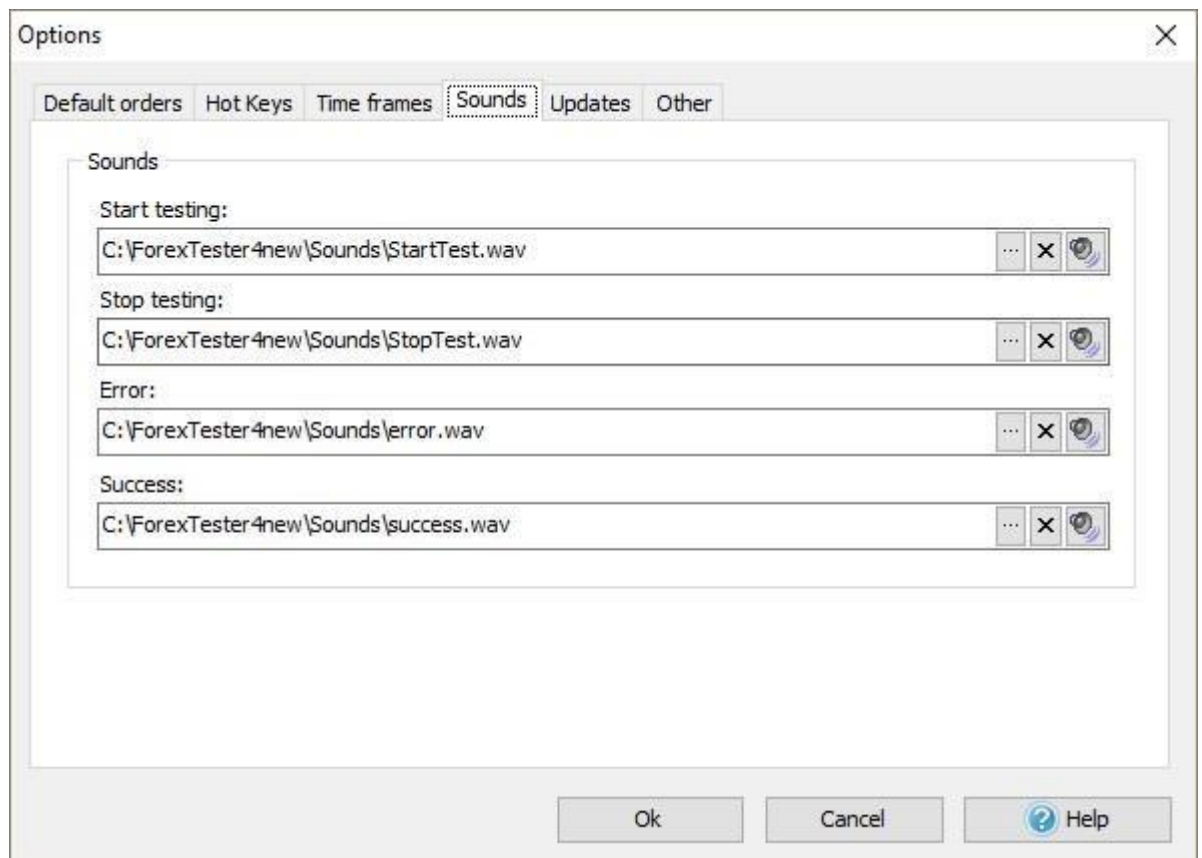 Options
Default orders Hot Keys Time frames Sounds Updates Other
Sounds
Start testing:
C:\ForexTester4new\Sounds\StartTest.wav ...
Stop testing:
C:\ForexTester4new\Sounds\StopTest.wav ...
Error:
C:\ForexTester4new\Sounds\error.wav ...
Success:
C:\ForexTester4new\Sounds\success.wav ...
Ok Cancel ? Help